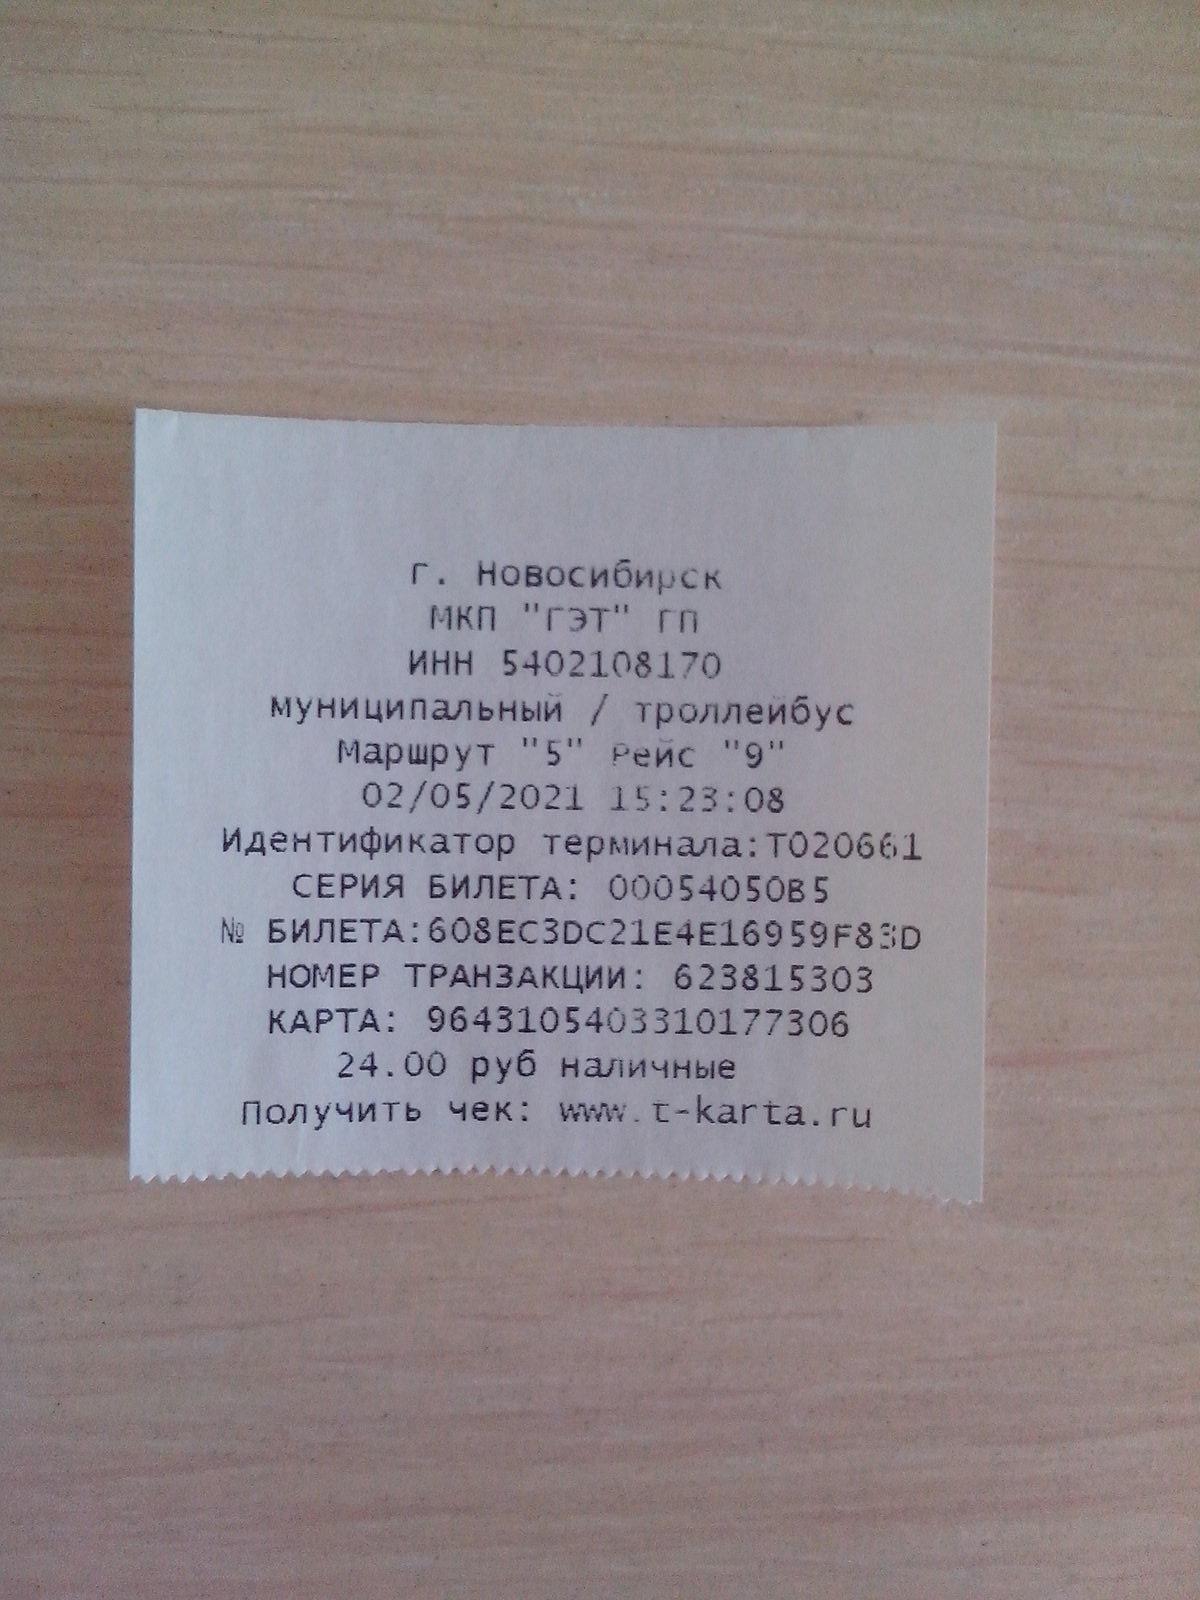 г. Новосибирск
МКП "ГЭТ" ГП
ИНН 5402108170
муниципальный / троллейбус
Маршрут "5" Рейс "9"
02/05/2021 15:23:08
Идентификатор терминала:T020661
СЕРИЯ БИЛЕТА: 00054050B5
№ БИЛЕТА:608EC3DC21E4E16959F83D
НОМЕР ТРАНЗАКЦИИ: 623815303
КАРТА: 9643105403310177306
24.00 руб наличные
Получить чек: www.t-karta.ru